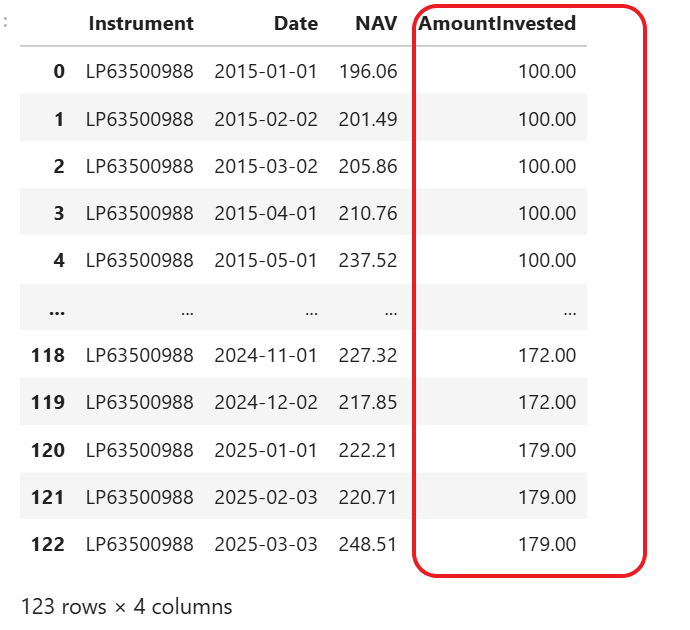 Instrument Date NAV AmountInvested
0 LP63500988 2015-01-01 196.06 100.00
1 LP63500988 2015-02-02 201.49 100.00
2 LP63500988 2015-03-02 205.86 100.00
3 LP63500988 2015-04-01 210.76 100.00
4 LP63500988 2015-05-01 237.52 100.00
... ... ... ... ...
118 LP63500988 2024-11-01 227.32 172.00
119 LP63500988 2024-12-02 217.85 172.00
120 LP63500988 2025-01-01 222.21 179.00
121 LP63500988 2025-02-03 220.71 179.00
122 LP63500988 2025-03-03 248.51 179.00
123 rows × 4 columns